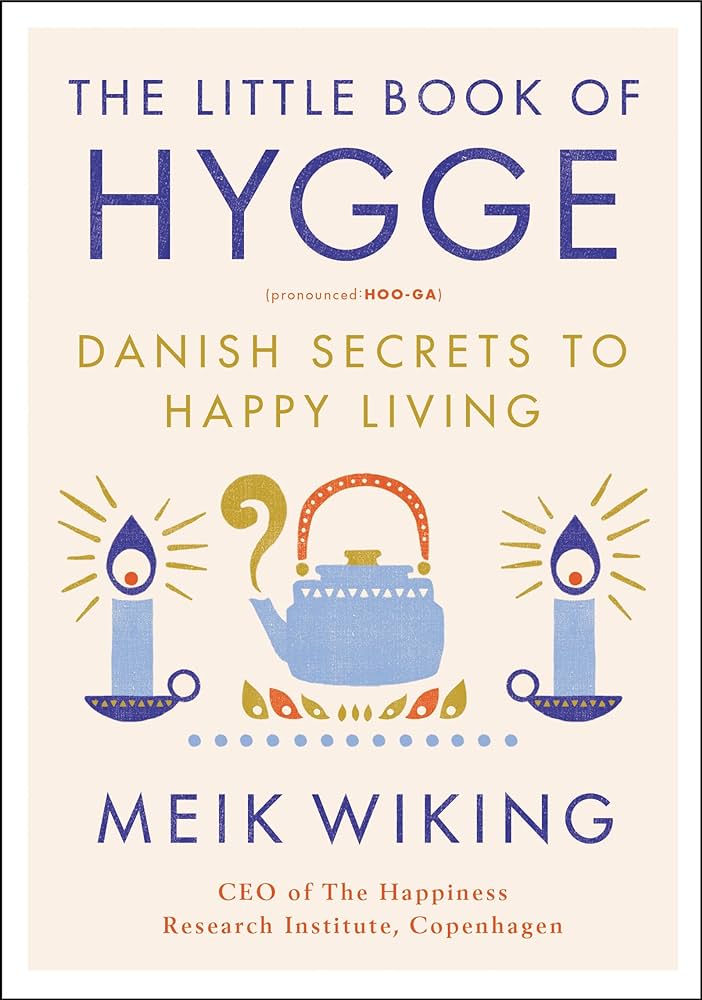 THE LITTLE BOOK OF
HYGGE
(pronounced:HOO-GA)
DANISH SECRETS TO
HAPPY LIVING
MEIK WIKING
CEO of The Happiness
Research Institute, Copenhagen